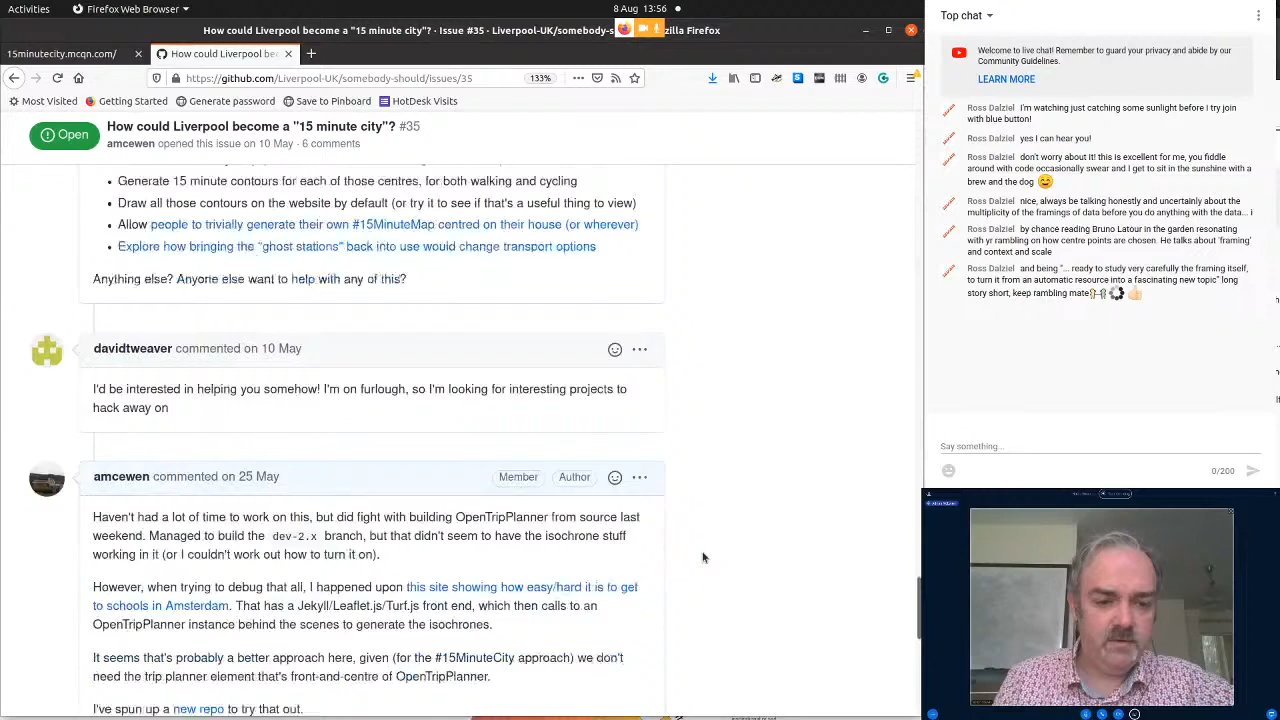 Activities
Firefox Web Browser
8 Aug 13:56
How could Liverpool become a "15 minute city"? · Issue #35 · Liverpool-UK/somebody-s
zilla Firefox
15minutecity.mcqn.com/
How could Liverpool bec
https://github.com/Liverpool-UK/somebody-should/issues/35
133%
Most Visited
Getting Started
Generate password
Save to Pinboard
HotDesk Visits
Open
How could Liverpool become a "15 minute city"? #35
amcewen opened this issue on 10 May · 6 comments
• Generate 15 minute contours for each of those centres, for both walking and cycling
• Draw all those contours on the website by default (or try it to see if that's a useful thing to view)
• Allow people to trivially generate their own #15MinuteMap centred on their house (or wherever)
• Explore how bringing the "ghost stations" back into use would change transport options
Anything else? Anyone else want to help with any of this?
davidtweaver commented on 10 May
I'd be interested in helping you somehow! I'm on furlough, so I'm looking for interesting projects to
hack away on
amcewen commented on 25 May
Member
Author
Haven't had a lot of time to work on this, but did fight with building OpenTripPlanner from source last
weekend. Managed to build the dev-2.x branch, but that didn't seem to have the isochrone stuff
working in it (or I couldn't work out how to turn it on).
However, when trying to debug that all, I happened upon this site showing how easy/hard it is to get
to schools in Amsterdam. That has a Jekyll/Leaflet.js/Turf.js front end, which then calls to an
OpenTripPlanner instance behind the scenes to generate the isochrones.
It seems that's probably a better approach here, given (for the #15MinuteCity approach) we don't
need the trip planner element that's front-and-centre of OpenTripPlanner.
I've spun up a new repo to try that out.
Top chat
Welcome to live chat! Remember to guard your privacy and abide by our
Community Guidelines.
LEARN MORE
Ross Dalziel I'm watching just catching some sunlight before i try join
with blue button!
Ross Dalziel yes I can hear you!
Ross Dalziel don't worry about it! this is excellent for me, you fiddle
around with code occasionally swear and I get to sit in the sunshine with a
brew and the dog
Ross Dalziel nice, always be talking honestly and uncertainly about the
multiplicity of the framings of data before you do anything with the data... i
Ross Dalziel by chance reading Bruno Latour in the garden resonating
with yr rambling on how centre points are chosen. He talks about 'framing'
and context and scale
Ross Dalziel and being "... ready to study very carefully the framing itself,
to turn it from an automatic resource into a fascinating new topic" long
story short, keep rambling mate
Say something...
0/200